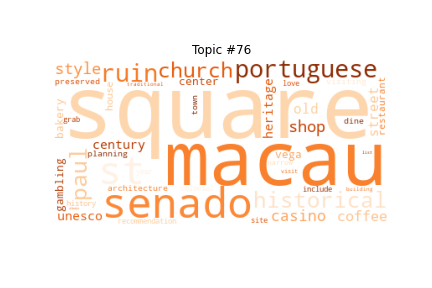 Topic #76
style ruin church center portuguese
preserved traditional love
square
bakery house town heritage old street restaurant
grab shop dine
century macau
planning
st vega
paul architecture visit list
gambling senado include building
history historical
unesco casino coffee
recommendation site